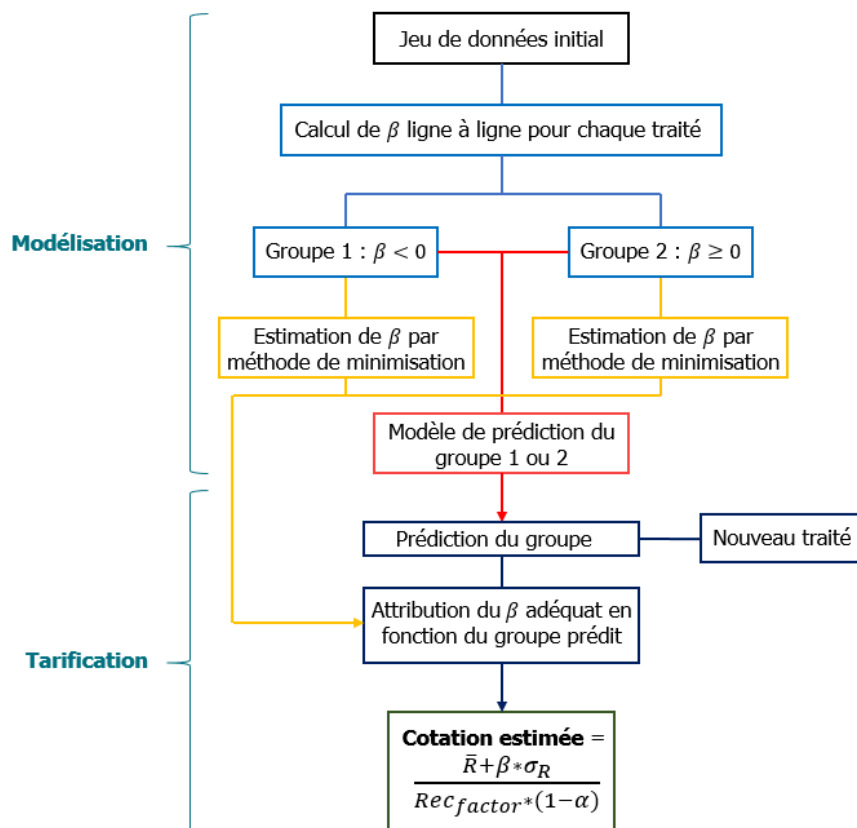 Jeu de données initial
Calcul de β ligne à ligne pour chaque traité
Modélisation
Groupe 1 : β < 0
Groupe 2 : β ≥ 0
Estimation de β par
méthode de minimisation
Estimation de β par
méthode de minimisation
Modèle de prédiction du
groupe 1 ou 2
Prédiction du groupe
Nouveau traité
Attribution du β adéquat en
fonction du groupe prédit
Tarification
Cotation estimée =
R̄+β*σ_R
Rec_factor*(1−α)